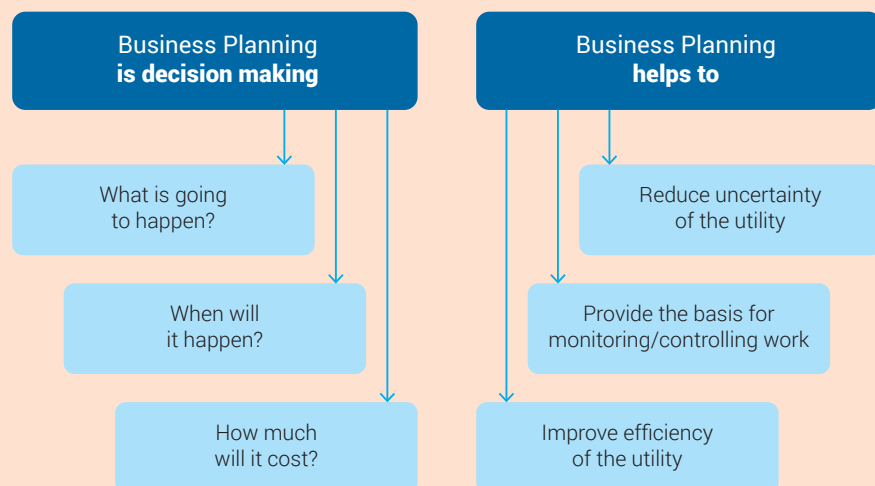 Business Planning
is decision making
What is going
to happen?
When will
it happen?
How much
will it cost?
Business Planning
helps to
Reduce uncertainty
of the utility
Provide the basis for
monitoring/controlling work
Improve efficiency
of the utility